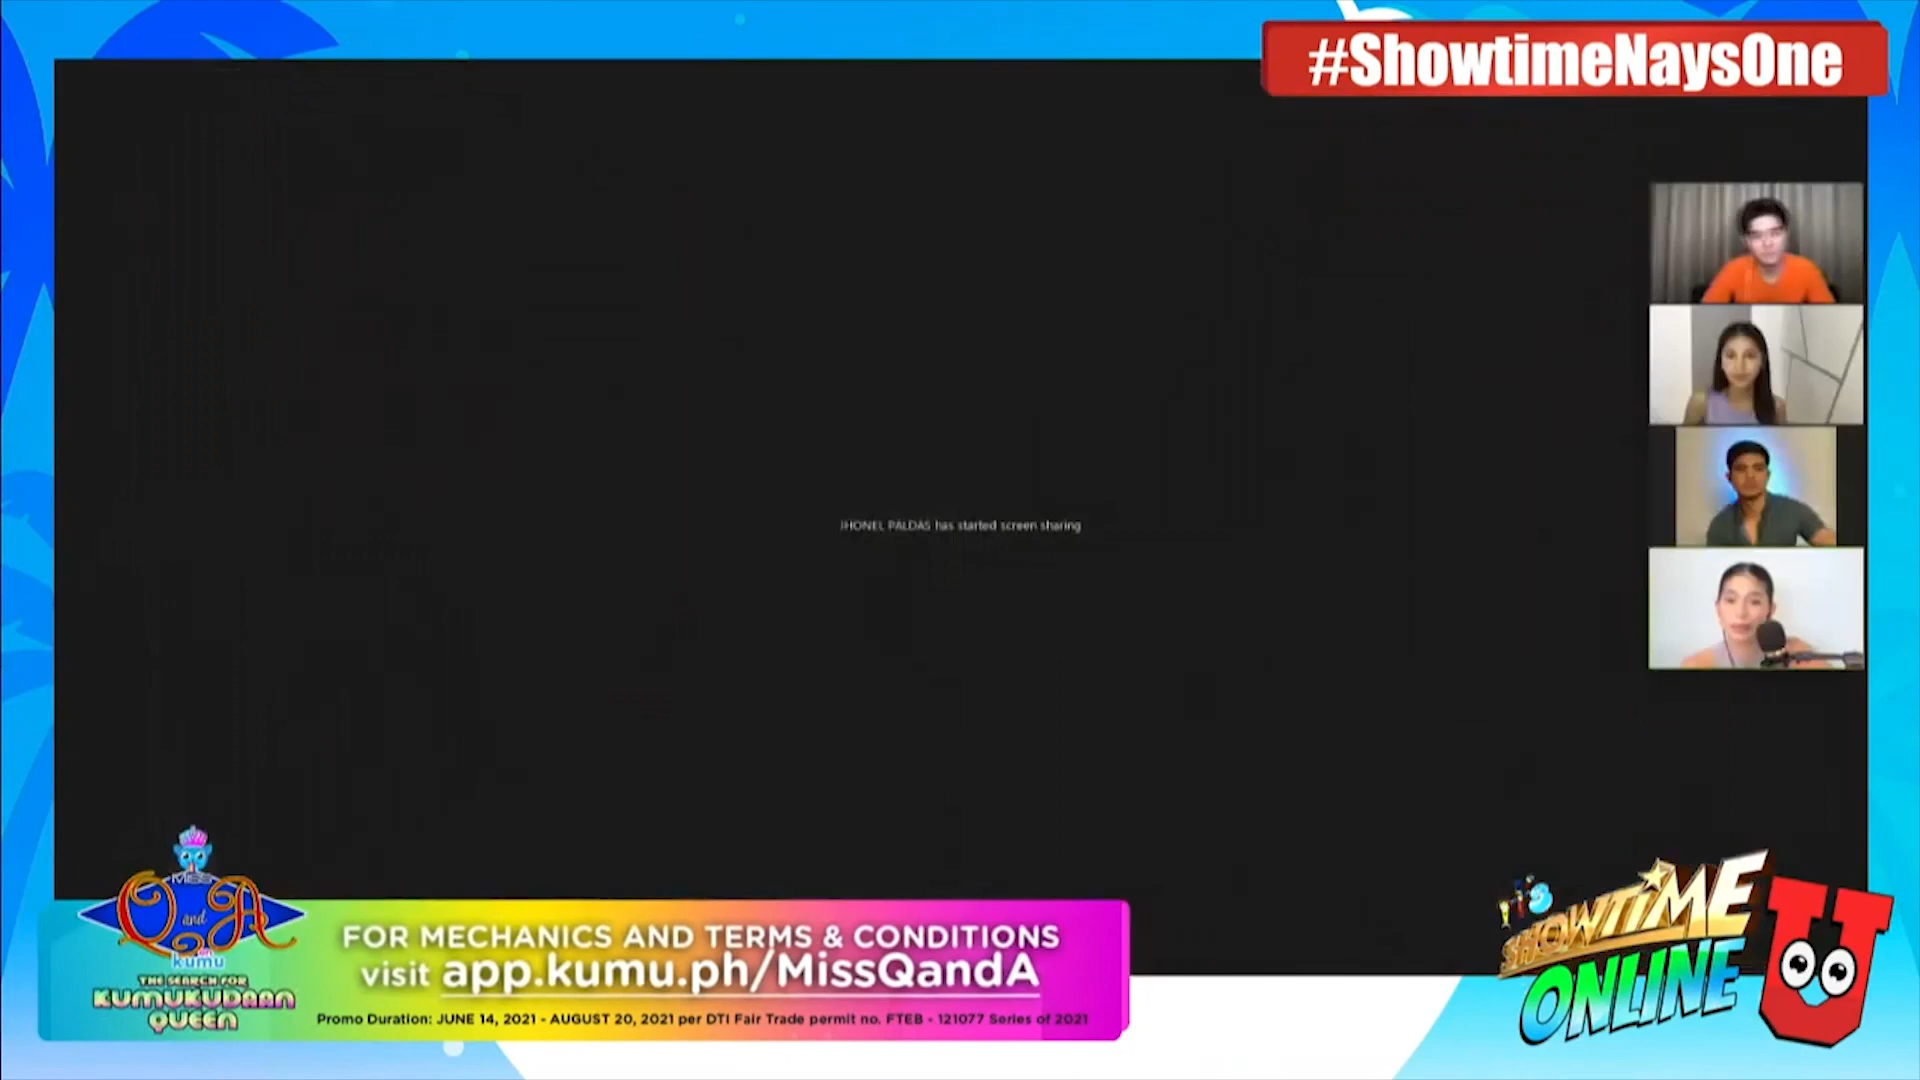 #ShowtimeNaysOne
JHONEL PALDAS has started screen sharing
MISS
Q and A
on
kumu
THE SEARCH FOR
KUMUKUDAAN
QUEEN
FOR MECHANICS AND TERMS & CONDITIONS
visit app.kumu.ph/MissQandA
Promo Duration: JUNE 14, 2021 - AUGUST 20, 2021 per DTI Fair Trade permit no. FTEB - 121077 Series of 2021
it's
SHOWTIME
ONLINE U